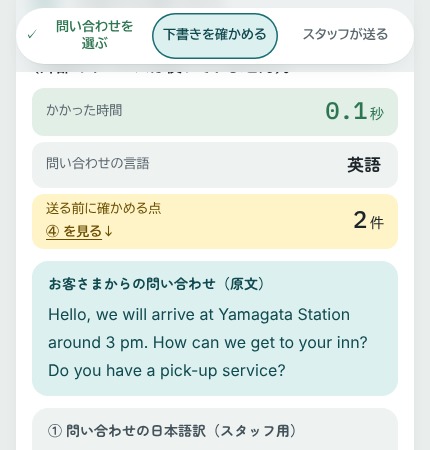 ✓ 問い合わせを
選ぶ
下書きを確かめる
スタッフが送る
かかった時間
0.1秒
問い合わせの言語
英語
送る前に確かめる点
④ を見る↓
2件
お客さまからの問い合わせ（原文）
Hello, we will arrive at Yamagata Station
around 3 pm. How can we get to your inn?
Do you have a pick-up service?
① 問い合わせの日本語訳（スタッフ用）